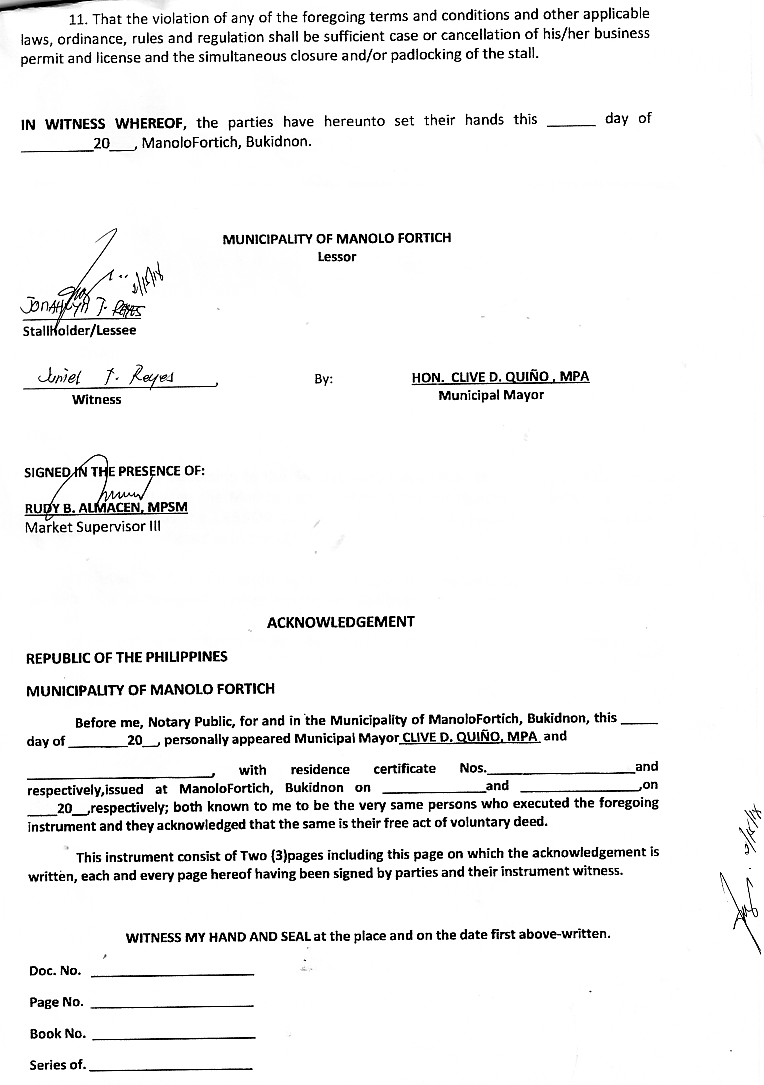 11. That the violation of any of the foregoing terms and conditions and other applicable
laws, ordinance, rules and regulation shall be sufficient case or cancellation of his/her business
permit and license and the simultaneous closure and/or padlocking of the stall.
IN WITNESS WHEREOF, the parties have hereunto set their hands this ______ day of
_________20___, ManoloFortich, Bukidnon.
MUNICIPALITY OF MANOLO FORTICH
Lessor
T. REYES
Stallholder/Lessee
Juniel T. Reyes
Witness
By:
HON. CLIVE D. QUIÑO , MPA
Municipal Mayor
SIGNED IN THE PRESENCE OF:
RUDY B. ALMACEN, MPSM
Market Supervisor III
ACKNOWLEDGEMENT
REPUBLIC OF THE PHILIPPINES
MUNICIPALITY OF MANOLO FORTICH
Before me, Notary Public, for and in the Municipality of ManoloFortich, Bukidnon, this _____
day of ________20__, personally appeared Municipal Mayor CLIVE D. QUIÑO, MPA and
________________________, with residence certificate Nos.___________________and
respectively,issued at ManoloFortich, Bukidnon on _____________and _______________,on
____20__,respectively; both known to me to be the very same persons who executed the foregoing
instrument and they acknowledged that the same is their free act of voluntary deed.
This instrument consist of Two (3)pages including this page on which the acknowledgement is
written, each and every page hereof having been signed by parties and their instrument witness.
WITNESS MY HAND AND SEAL at the place and on the date first above-written.
Doc. No. ____________________
Page No. ____________________
Book No. ____________________
Series of. ____________________